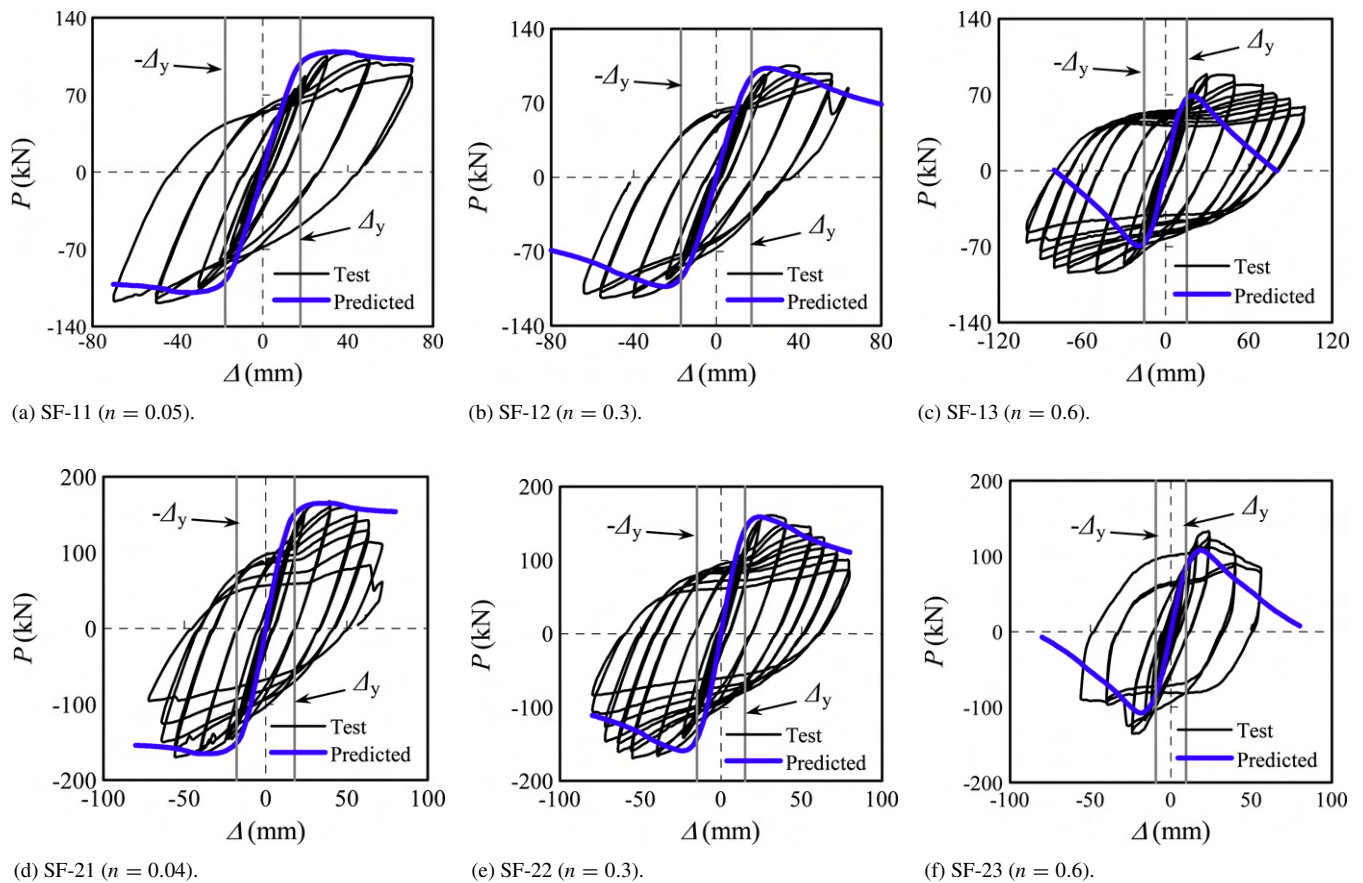 140
70
0
-70
-140
P (kN)
-Δy
Δy
Test
Predicted
-80 -40 0 40 80
Δ (mm)
(a) SF-11 (n = 0.05).
140
70
0
-70
-140
P (kN)
-Δy
Δy
Test
Predicted
-80 -40 0 40 80
Δ (mm)
(b) SF-12 (n = 0.3).
140
70
0
-70
-140
P (kN)
-Δy
Δy
Test
Predicted
-120 -60 0 60 120
Δ (mm)
(c) SF-13 (n = 0.6).
200
100
0
-100
-200
P (kN)
-Δy
Δy
Test
Predicted
-100 -50 0 50 100
Δ (mm)
(d) SF-21 (n = 0.04).
200
100
0
-100
-200
P (kN)
-Δy
Δy
Test
Predicted
-100 -50 0 50 100
Δ (mm)
(e) SF-22 (n = 0.3).
200
100
0
-100
-200
P (kN)
-Δy
Δy
Test
Predicted
-100 -50 0 50 100
Δ (mm)
(f) SF-23 (n = 0.6).